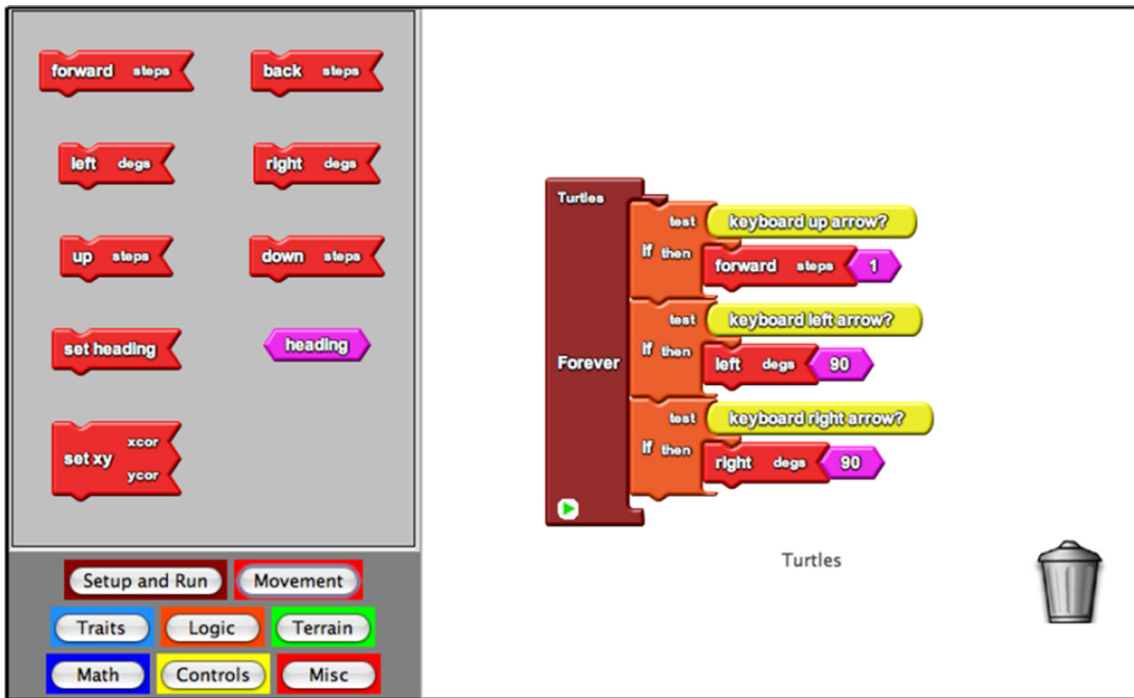 forward steps
back steps
left degs
right degs
up steps
down steps
set heading
heading
set xy xcor ycor
Setup and Run
Movement
Traits
Logic
Terrain
Math
Controls
Misc
Turtles
Forever
test keyboard up arrow?
if then forward steps 1
test keyboard left arrow?
if then left degs 90
test keyboard right arrow?
if then right degs 90
Turtles